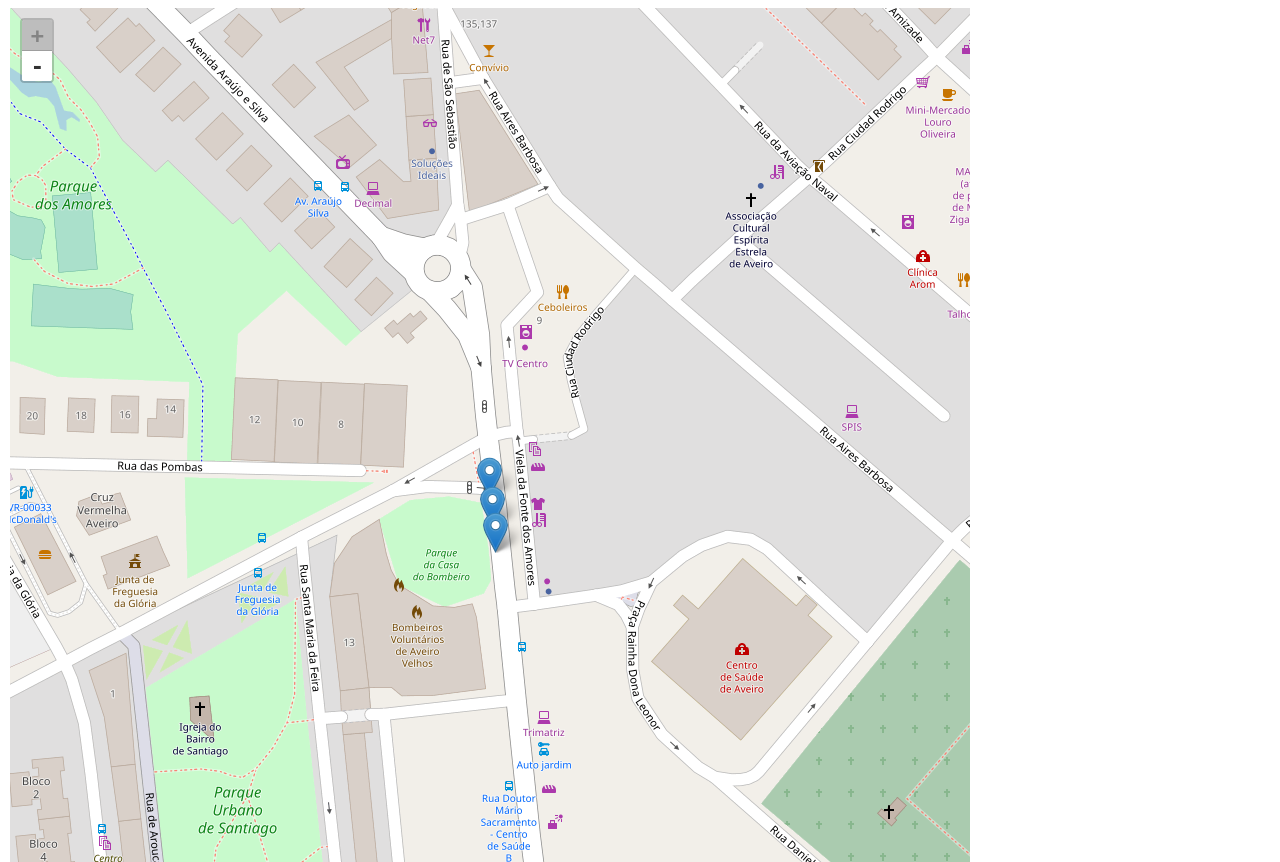 +
-
Avenida Araújo e Silva
Net7
135,137
Convívio
Rua de São Sebastião
Rua Aires Barbosa
Amizade
Mini-Mercado
Louro
Oliveira
Rua Ciudad Rodrigo
Rua da Aviação Naval
Soluções
Ideais
Av. Araújo
Silva
Decimal
Parque
dos Amores
Associação
Cultural
Espírita
Estrela
de Aveiro
MA
(a
de p
de M
Ziga
Clínica
Arom
Talho
Ceboleiros
9
TV Centro
Rua Ciudad Rodrigo
20
18
16
14
12
10
8
SPIS
Rua Aires Barbosa
Rua das Pombas
Viela da Fonte dos Amores
VR-00033
cDonald's
Cruz
Vermelha
Aveiro
Junta de
Freguesia
da Glória
Junta de
Freguesia
da Glória
Parque
da Casa
do Bombeiro
ia da Glória
Rua Santa Maria da Feira
13
Bombeiros
Voluntários
de Aveiro
Velhos
Praça Rainha Dona Leonor
Centro
de Saúde
de Aveiro
1
Igreja do
Bairro
de Santiago
Trimatriz
Auto jardim
Bloco
2
Parque
Urbano
de Santiago
Rua Doutor
Mário
Sacramento
- Centro
de Saúde
B
Rua de Arouc
Bloco
4
Centro
Rua Daniel